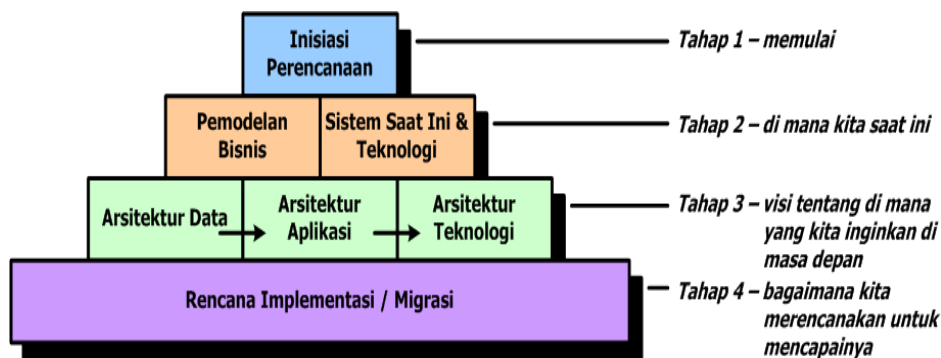 Inisiasi
Perencanaan
Tahap 1 – memulai
Pemodelan
Bisnis
Sistem Saat Ini &
Teknologi
Tahap 2 – di mana kita saat ini
Arsitektur Data
Arsitektur
Aplikasi
Arsitektur
Teknologi
Tahap 3 – visi tentang di mana
yang kita inginkan di
masa depan
Rencana Implementasi / Migrasi
Tahap 4 – bagaimana kita
merencanakan untuk
mencapainya